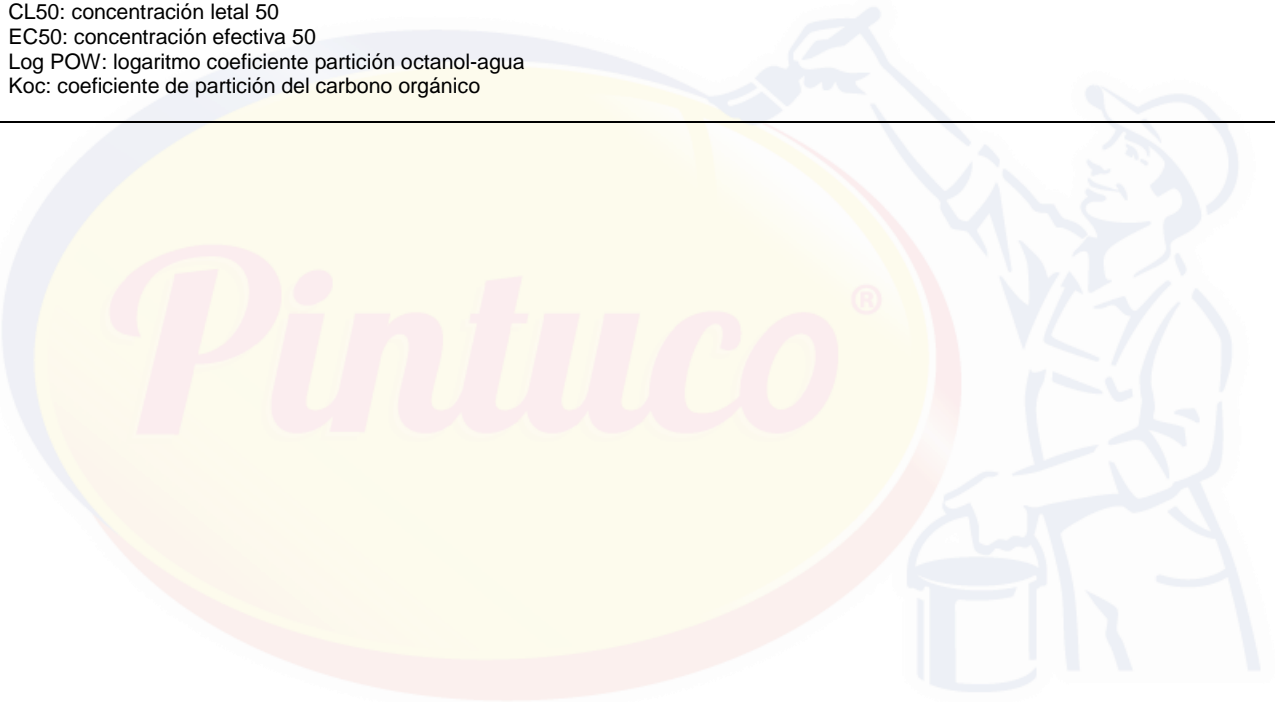 CL50: concentración letal 50
EC50: concentración efectiva 50
Log POW: logaritmo coeficiente partición octanol-agua
Koc: coeficiente de partición del carbono orgánico
Pintuco®